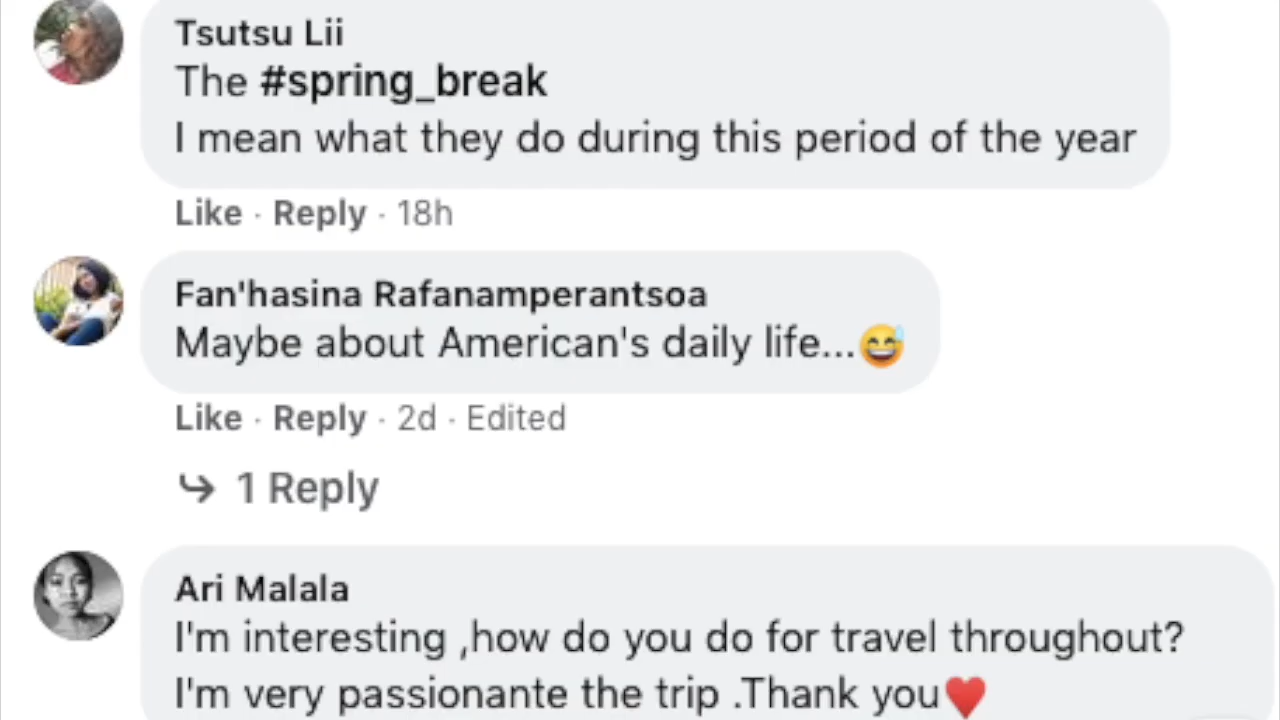 Tsutsu Lii
The #spring_break
I mean what they do during this period of the year
Like · Reply · 18h
Fan'hasina Rafanamperantsoa
Maybe about American's daily life...😅
Like · Reply · 2d · Edited
1 Reply
Ari Malala
I'm interesting ,how do you do for travel throughout?
I'm very passionante the trip .Thank you♥️